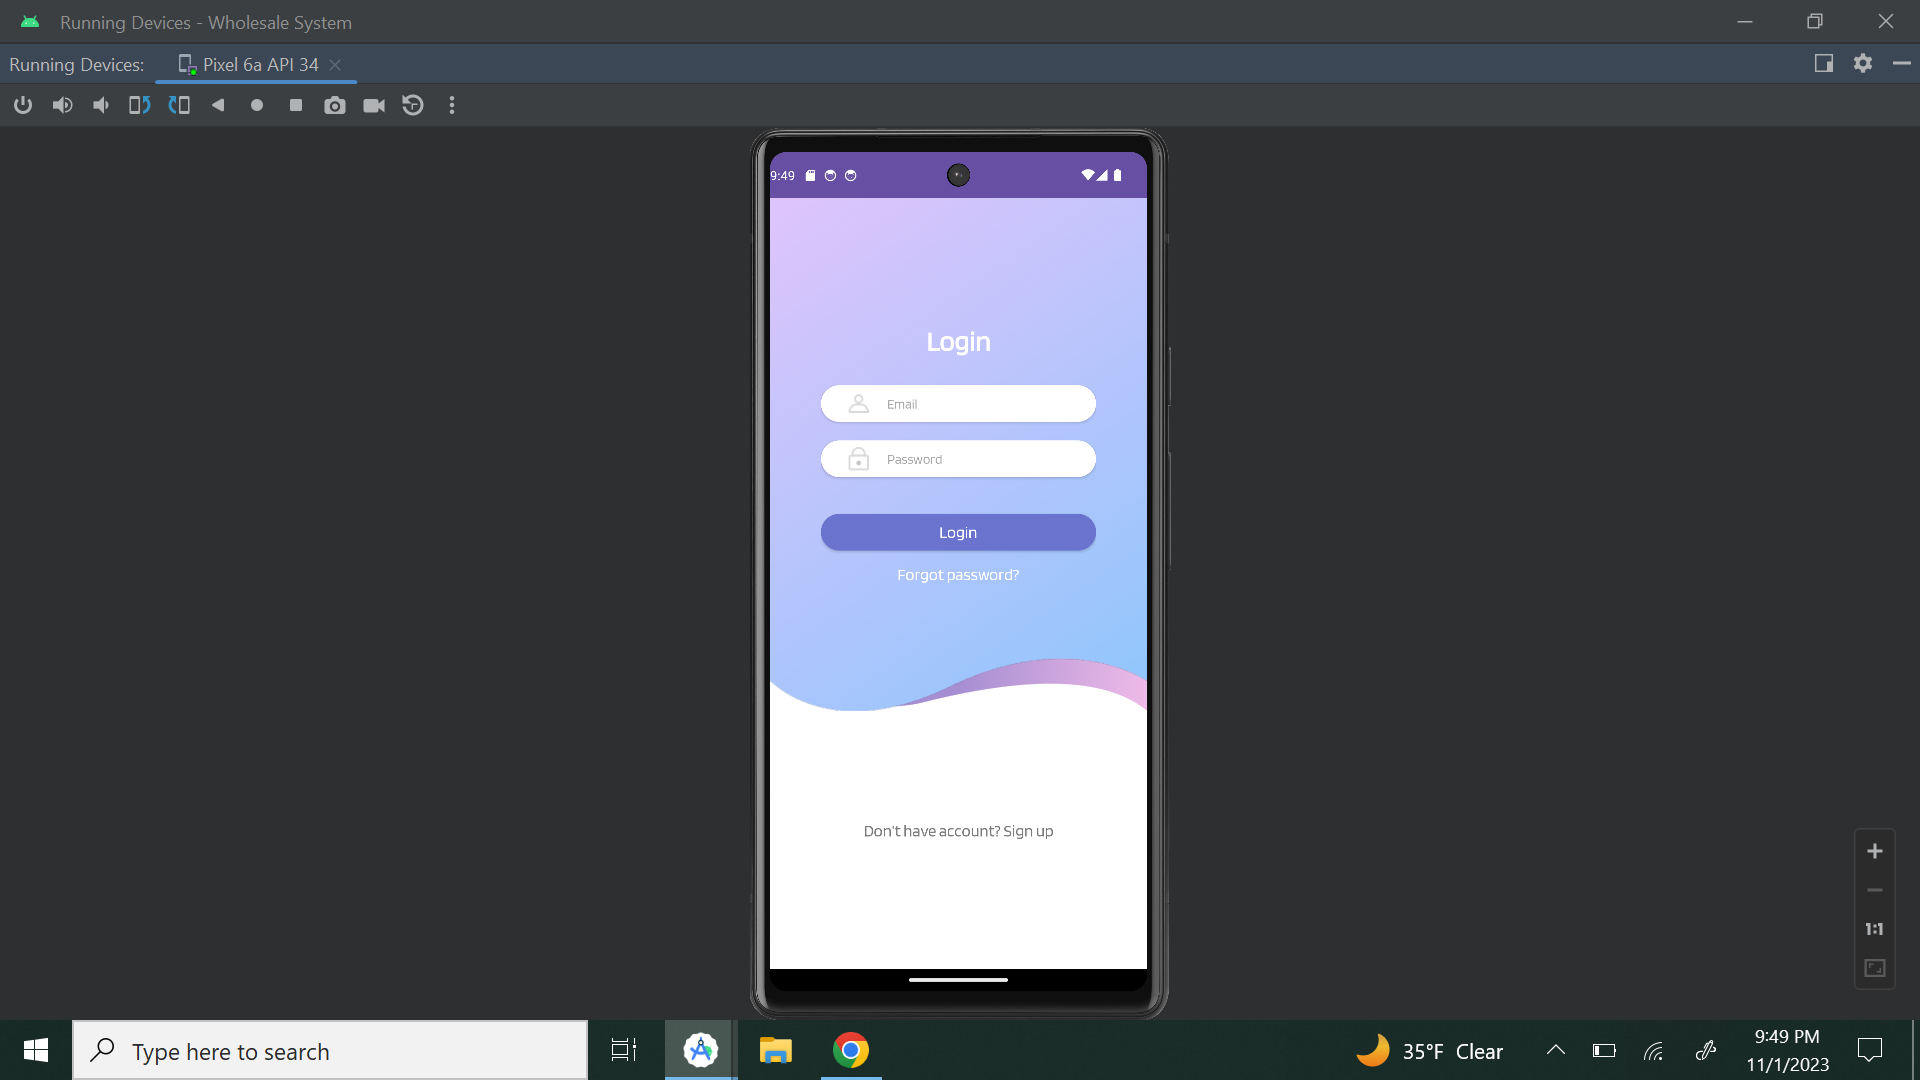 Running Devices - Wholesale System
Running Devices: Pixel 6a API 34
9:49
Login
Email
Password
Login
Forgot password?
Don't have account? Sign up
1:1
Type here to search
35°F Clear
9:49 PM
11/1/2023